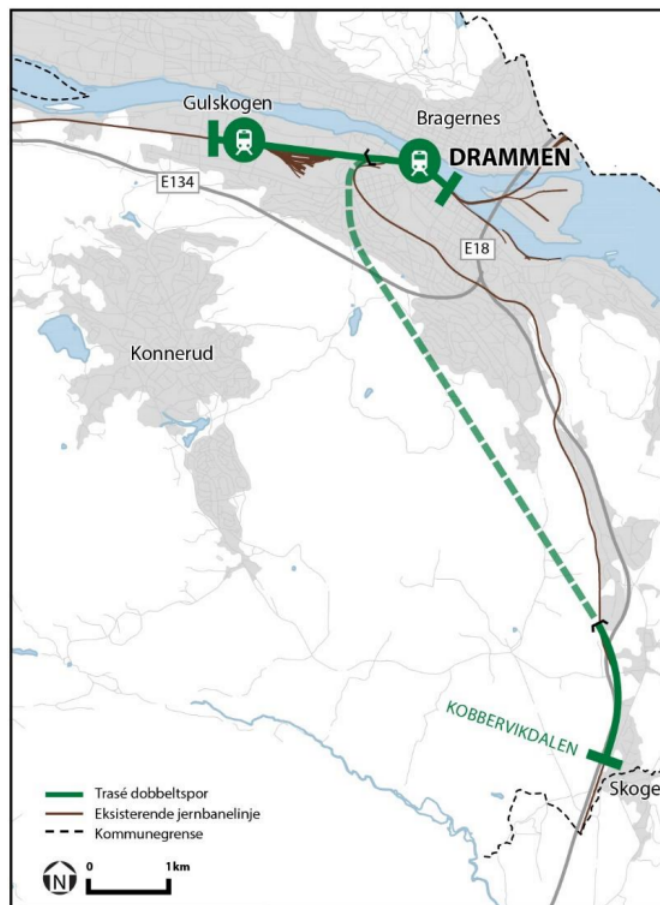 Gulskogen
Bragernes
DRAMMEN
E134
E18
Konnerud
KOBBERVIKDALEN
Skoge
Trasé dobbeltspor
Eksisterende jernbanelinje
Kommunegrense
N
0 1km